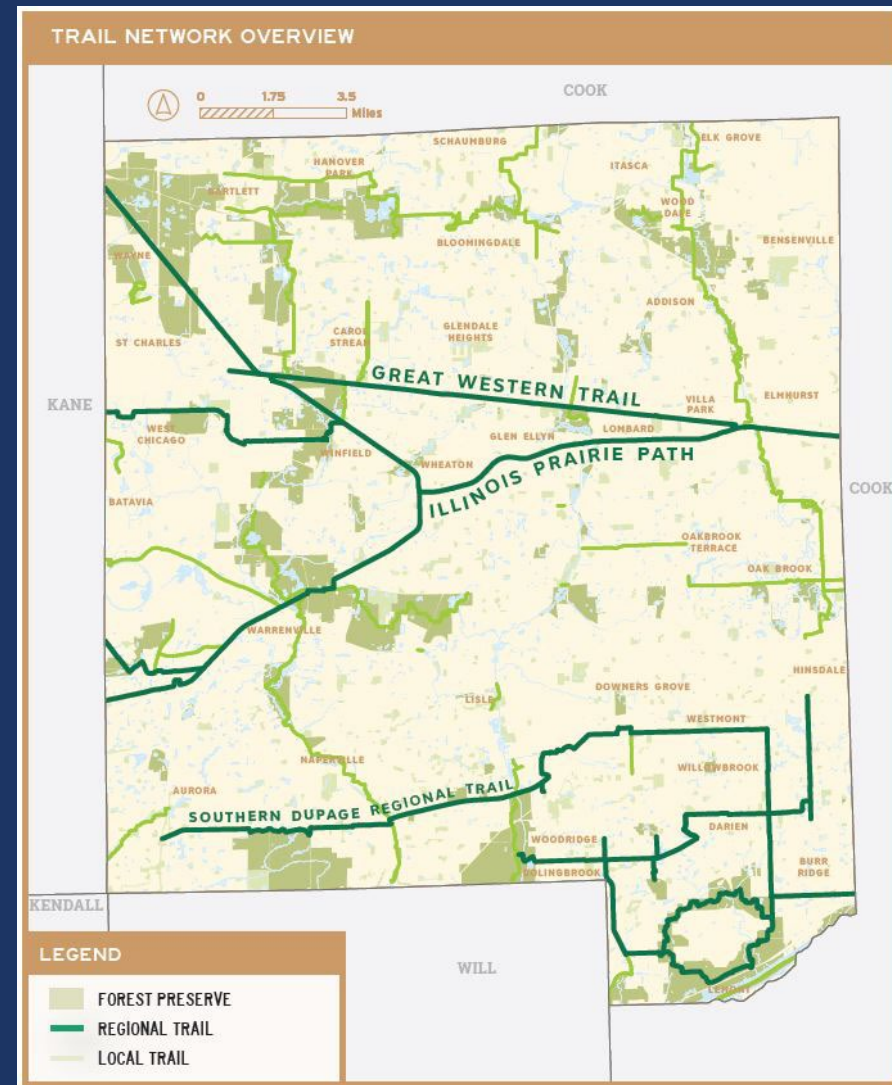 TRAIL NETWORK OVERVIEW
0 1.75 3.5
Miles
COOK
SCHAUMBURG
ELK GROVE
HANOVER
PARK
ITASCA
BARTLETT
WOOD
DALE
BLOOMINGDALE
BENSENVILLE
WAYNE
ADDISON
CAROL
STREAM
GLENDALE
HEIGHTS
ST CHARLES
GREAT WESTERN TRAIL
KANE
VILLA
PARK
ELMHURST
WEST
CHICAGO
GLEN ELLYN
LOMBARD
WINFIELD
WHEATON
ILLINOIS PRAIRIE PATH
COOK
BATAVIA
OAKBROOK
TERRACE
OAK BROOK
WARRENVILLE
HINSDALE
LISLE
DOWNERS GROVE
WESTMONT
NAPERVILLE
WILLOWBROOK
AURORA
SOUTHERN DUPAGE REGIONAL TRAIL
WOODRIDGE
DARIEN
BOLINGBROOK
BURR
RIDGE
KENDALL
WILL
LEMONT
LEGEND
FOREST PRESERVE
REGIONAL TRAIL
LOCAL TRAIL